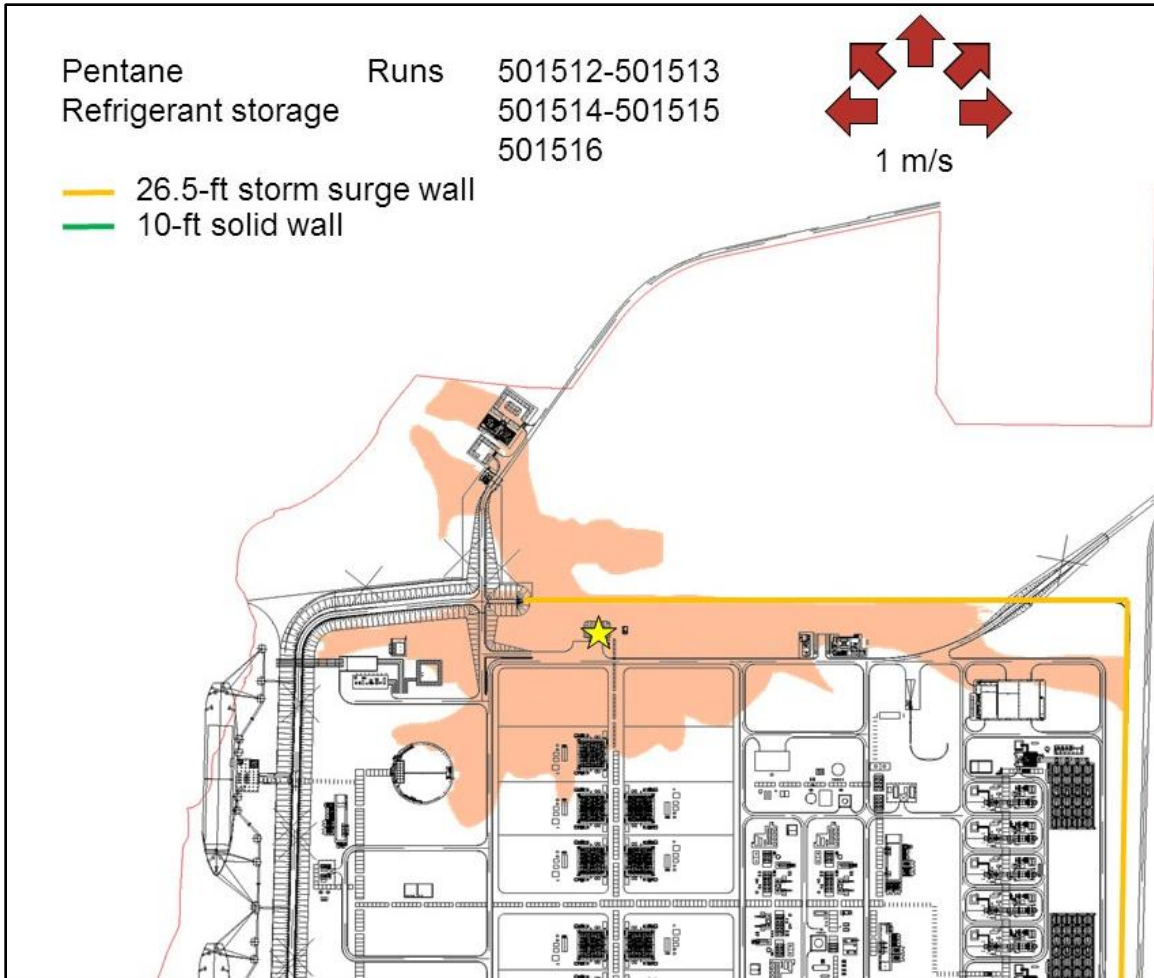 Pentane Runs 501512-501513
Refrigerant storage 501514-501515
501516
1 m/s
26.5-ft storm surge wall
10-ft solid wall